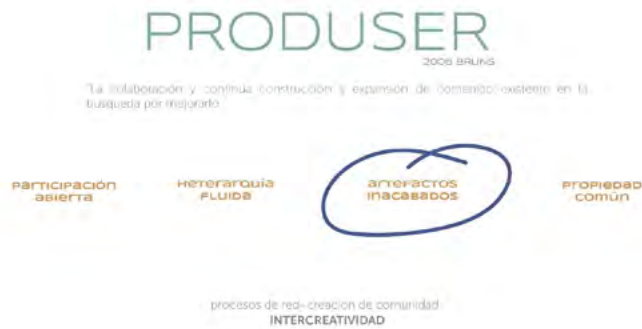 PRODUSER
2006 BRUNS
"La colaboración y continua construcción y expansión de contenido existente en la
búsqueda por mejorarlo
Participación
abierta
Heterarquía
fluida
artefactos
inacabados
Propiedad
común
procesos de red- creación de comunidad
INTERCREATIVIDAD